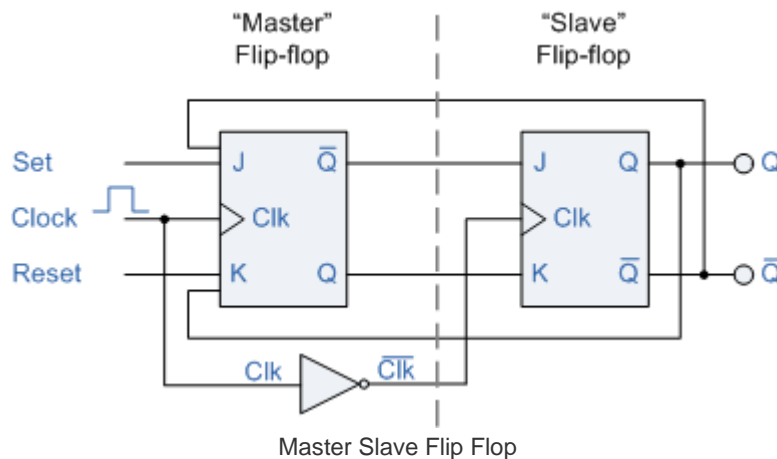 “Master” “Slave”
Flip-flop Flip-flop
Set J Q̅ J Q Q
Clock Clk Clk
Reset K Q K Q̅ Q̅
Clk C̅l̅k̅
Master Slave Flip Flop